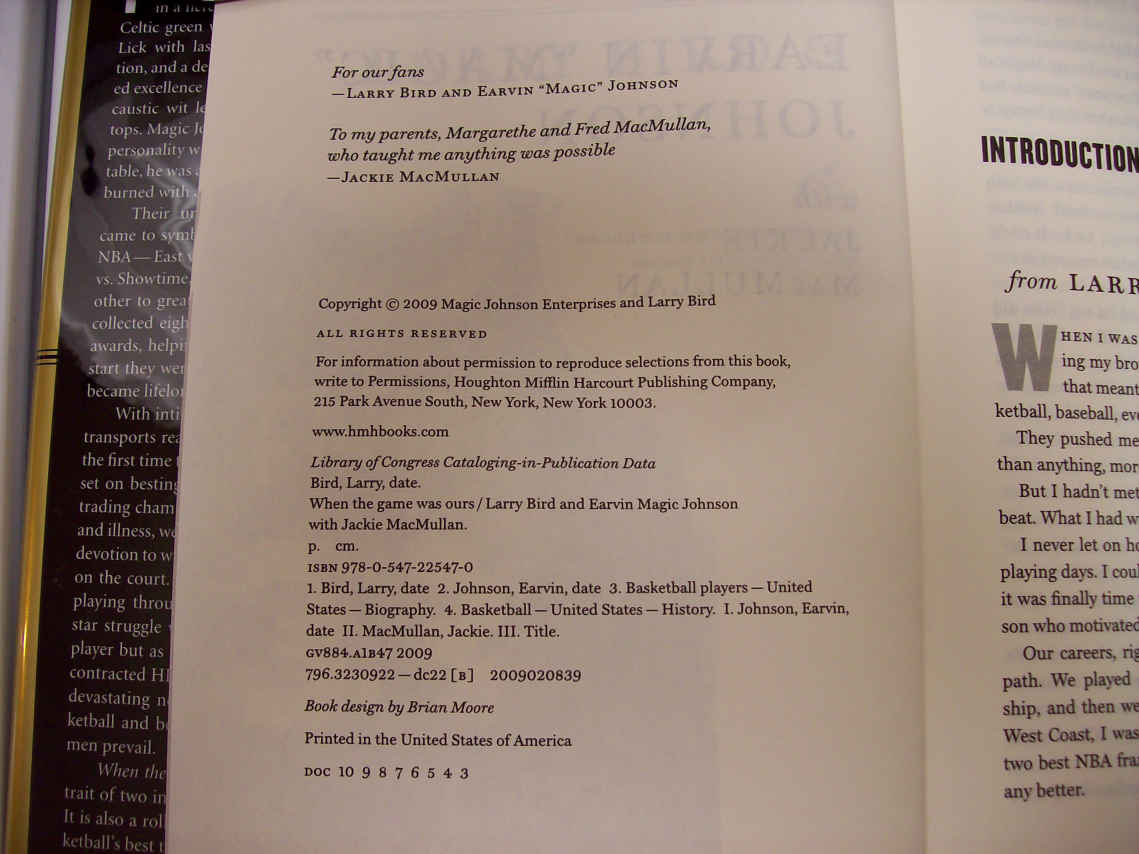 in a
Celtic green
Lick with las
tion, and a de
ed excellence
caustic wit le
tops. Magic Jo
personality w
table, he was a
burned with a
Their
came to symb
NBA — East
vs. Showtime.
other to grea
collected eigh
awards, helpi
start they wer
became lifelo
With inti
transports rea
the first time
set on besting
trading cham
and illness, we
devotion to w
on the court.
playing throu
star struggle
player but as
contracted HI
devastating n
ketball and b
men prevail.
When the
trait of two in
It is also a rol
ketball's best t
For our fans
—Larry Bird and Earvin “Magic” Johnson
To my parents, Margarethe and Fred MacMullan,
who taught me anything was possible
—Jackie MacMullan
Copyright © 2009 Magic Johnson Enterprises and Larry Bird
ALL RIGHTS RESERVED
For information about permission to reproduce selections from this book,
write to Permissions, Houghton Mifflin Harcourt Publishing Company,
215 Park Avenue South, New York, New York 10003.
www.hmhbooks.com
Library of Congress Cataloging-in-Publication Data
Bird, Larry, date.
When the game was ours / Larry Bird and Earvin Magic Johnson
with Jackie MacMullan.
p. cm.
ISBN 978-0-547-22547-0
1. Bird, Larry, date 2. Johnson, Earvin, date 3. Basketball players — United
States — Biography. 4. Basketball — United States — History. I. Johnson, Earvin,
date II. MacMullan, Jackie. III. Title.
GV884.A1B47 2009
796.3230922 — dc22 [B] 2009020839
Book design by Brian Moore
Printed in the United States of America
DOC 10 9 8 7 6 5 4 3
INTRODUCTION
from LARR
WHEN I WAS
ing my bro
that meant
ketball, baseball, eve
They pushed me
than anything, mor
But I hadn't met
beat. What I had w
I never let on ho
playing days. I coul
it was finally time
son who motivated
Our careers, rig
path. We played
ship, and then we
West Coast, I was
two best NBA fra
any better.